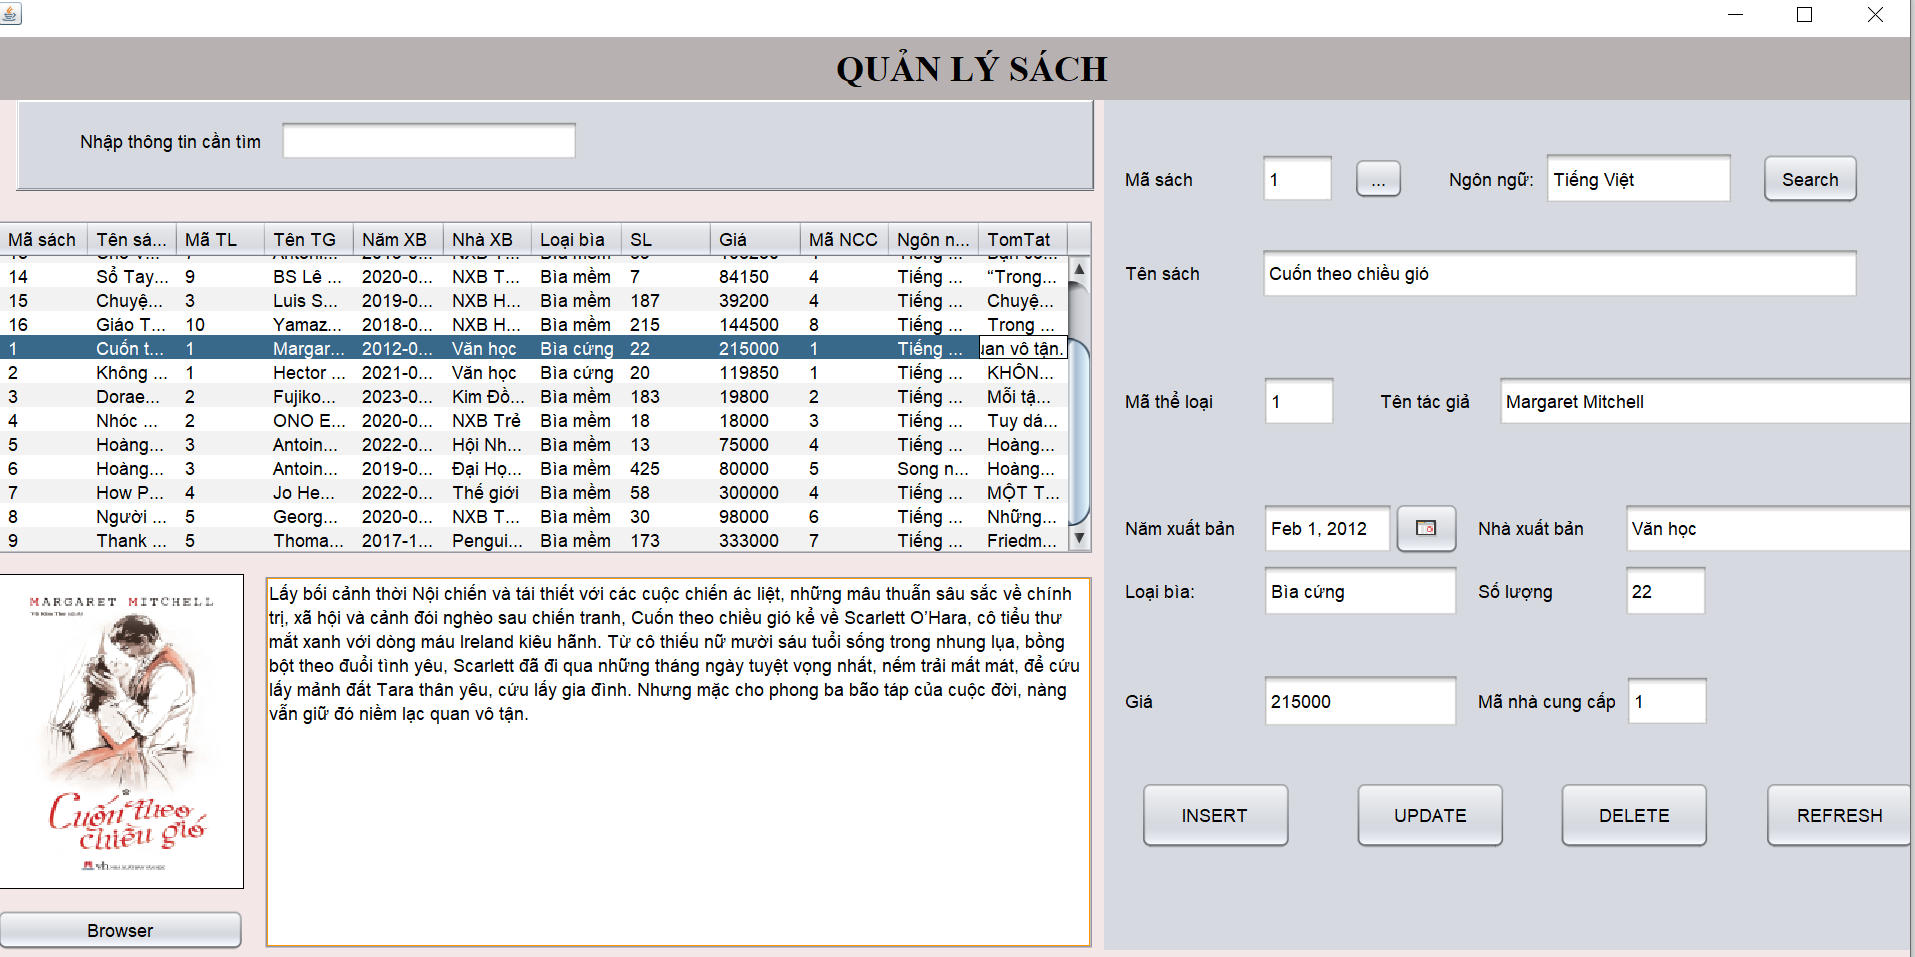 QUẢN LÝ SÁCH
Nhập thông tin cần tìm
Mã sách Tên sá... Mã TL Tên TG Năm XB Nhà XB Loại bìa SL Giá Mã NCC Ngôn n... TomTat
14 Sổ Tay... 9 BS Lê ... 2020-0... NXB T... Bìa mềm 7 84150 4 Tiếng ... “Trong...
15 Chuyệ... 3 Luis S... 2019-0... NXB H... Bìa mềm 187 39200 4 Tiếng ... Chuyệ...
16 Giáo T... 10 Yamaz... 2018-0... NXB H... Bìa mềm 215 144500 8 Tiếng ... Trong ...
1 Cuốn t... 1 Margar... 2012-0... Văn học Bìa cứng 22 215000 1 Tiếng ... uan vô tận.
2 Không ... 1 Hector ... 2021-0... Văn học Bìa cứng 20 119850 1 Tiếng ... KHÔN...
3 Dorae... 2 Fujiko... 2023-0... Kim Đồ... Bìa mềm 183 19800 2 Tiếng ... Mỗi tậ...
4 Nhóc ... 2 ONO E... 2020-0... NXB Trẻ Bìa mềm 18 18000 3 Tiếng ... Tuy dá...
5 Hoàng... 3 Antoin... 2022-0... Hội Nh... Bìa mềm 13 75000 4 Tiếng ... Hoàng...
6 Hoàng... 3 Antoin... 2019-0... Đại Họ... Bìa mềm 425 80000 5 Song n... Hoàng...
7 How P... 4 Jo He... 2022-0... Thế giới Bìa mềm 58 300000 4 Tiếng ... MỘT T...
8 Người ... 5 Georg... 2020-0... NXB T... Bìa mềm 30 98000 6 Tiếng ... Những...
9 Thank ... 5 Thoma... 2017-1... Pengui... Bìa mềm 173 333000 7 Tiếng ... Friedm...
MARGARET MITCHELL
Cuốn theo
chiều gió
Browser
Lấy bối cảnh thời Nội chiến và tái thiết với các cuộc chiến ác liệt, những mâu thuẫn sâu sắc về chính
trị, xã hội và cảnh đói nghèo sau chiến tranh, Cuốn theo chiều gió kể về Scarlett O’Hara, cô tiểu thư
mắt xanh với dòng máu Ireland kiêu hãnh. Từ cô thiếu nữ mười sáu tuổi sống trong nhung lụa, bồng
bột theo đuổi tình yêu, Scarlett đã đi qua những tháng ngày tuyệt vọng nhất, nếm trải mất mát, để cứu
lấy mảnh đất Tara thân yêu, cứu lấy gia đình. Nhưng mặc cho phong ba bão táp của cuộc đời, nàng
vẫn giữ đó niềm lạc quan vô tận.
Mã sách 1 ... Ngôn ngữ: Tiếng Việt Search
Tên sách Cuốn theo chiều gió
Mã thể loại 1 Tên tác giả Margaret Mitchell
Năm xuất bản Feb 1, 2012 Nhà xuất bản Văn học
Loại bìa: Bìa cứng Số lượng 22
Giá 215000 Mã nhà cung cấp 1
INSERT UPDATE DELETE REFRESH